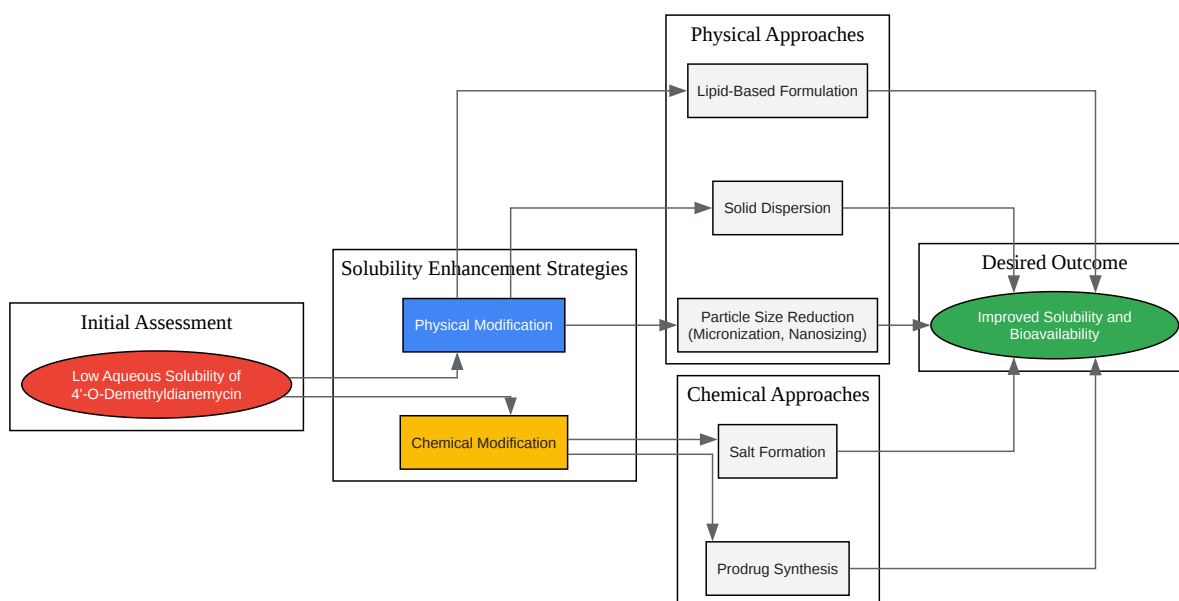 Initial Assessment
Low Aqueous Solubility of
4'-O-Demethyldianemycin
Solubility Enhancement Strategies
Physical Modification
Chemical Modification
Physical Approaches
Lipid-Based Formulation
Solid Dispersion
Particle Size Reduction
(Micronization, Nanosizing)
Chemical Approaches
Salt Formation
Prodrug Synthesis
Desired Outcome
Improved Solubility and
Bioavailability